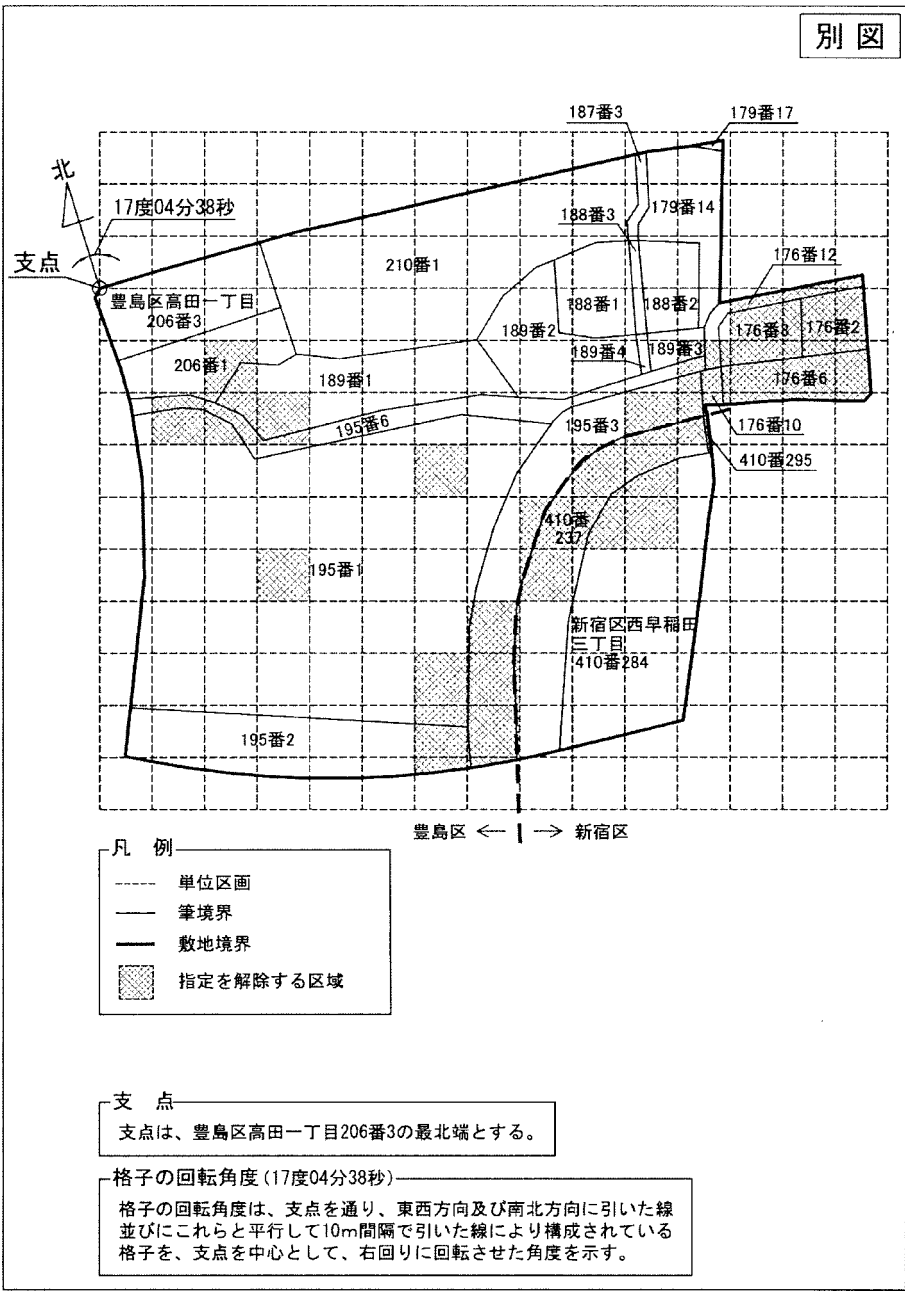 別図
187番3
179番17
北
17度04分38秒
188番3
179番14
支点
210番1
176番12
豊島区高田一丁目
206番3
188番1
188番2
189番2
176番3
176番2
206番1
189番4
189番3
189番1
176番6
195番6
195番3
176番10
410番295
410番
237
195番1
新宿区西早稲田
三丁目
410番284
195番2
豊島区 ← → 新宿区
凡 例
単位区画
筆境界
敷地境界
指定を解除する区域
支 点
支点は、豊島区高田一丁目206番3の最北端とする。
格子の回転角度(17度04分38秒)
格子の回転角度は、支点を通り、東西方向及び南北方向に引いた線
並びにこれらと平行して10m間隔で引いた線により構成されている
格子を、支点を中心として、右回りに回転させた角度を示す。